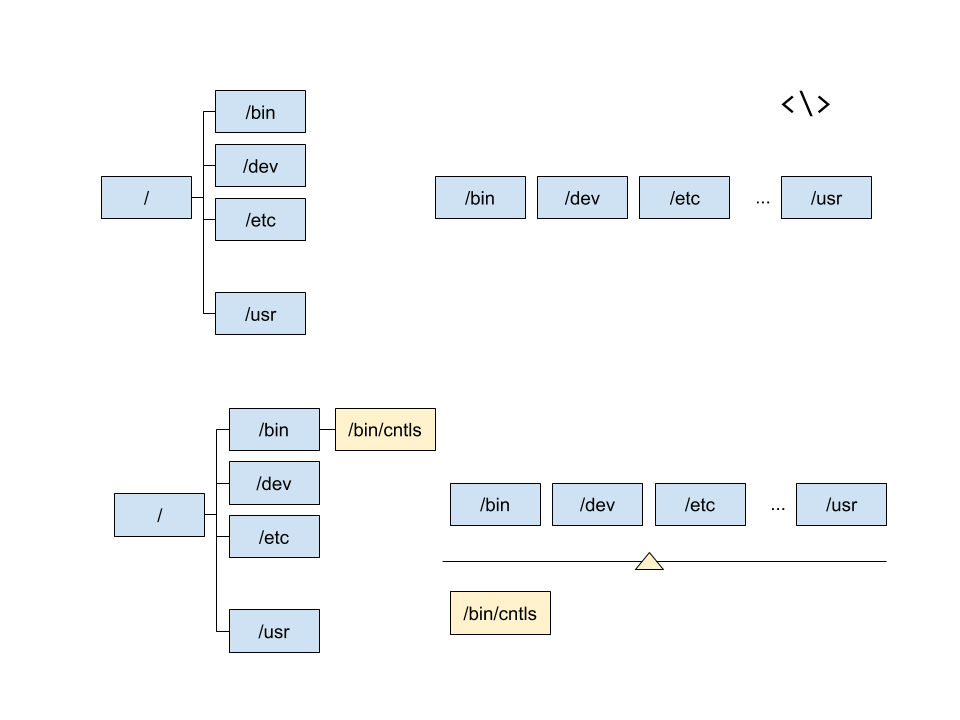 /bin
<\>
/dev
/
/bin
/dev
/etc
...
/usr
/etc
/usr
/bin
/bin/cntls
/dev
/
/etc
/bin
/dev
/etc
...
/usr
/bin/cntls
/usr